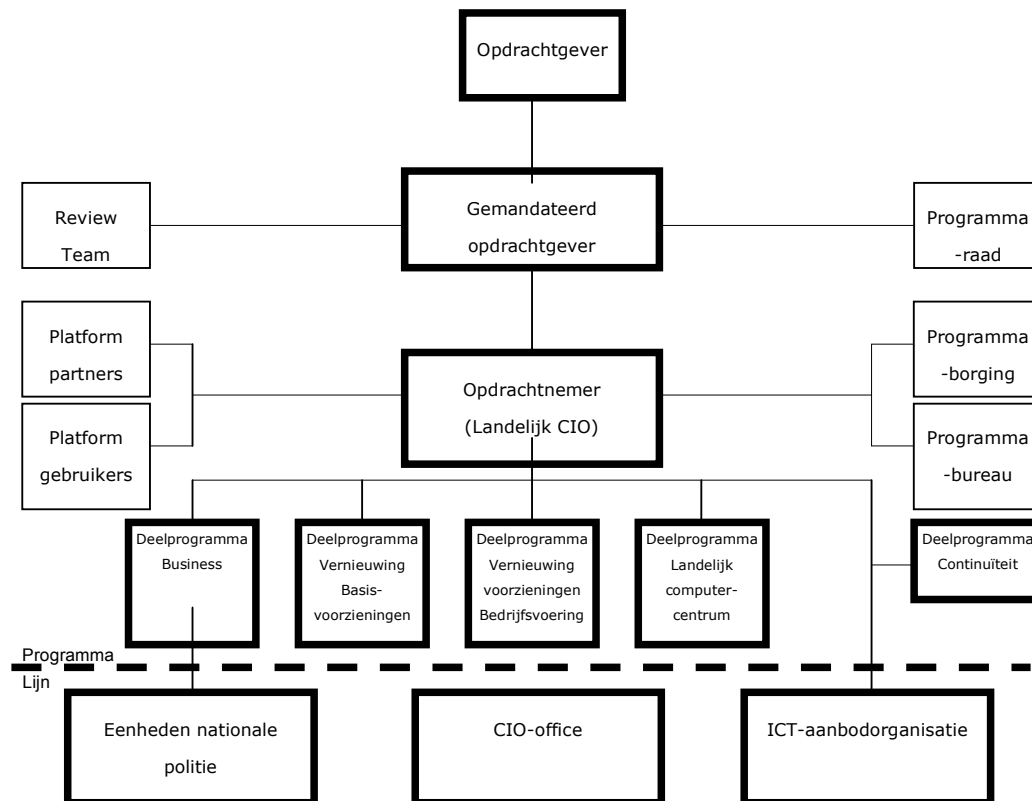 Opdrachtgever
Gemandateerd
opdrachtgever
Review
Team
Programma
-raad
Platform
partners
Platform
gebruikers
Opdrachtnemer
(Landelijk CIO)
Programma
-borging
Programma
-bureau
Deelprogramma
Business
Deelprogramma
Vernieuwing
Basis-
voorzieningen
Deelprogramma
Vernieuwing
voorzieningen
Bedrijfsvoering
Deelprogramma
Landelijk
computer-
centrum
Deelprogramma
Continuïteit
Programma
Lijn
Eenheden nationale
politie
CIO-office
ICT-aanbodorganisatie